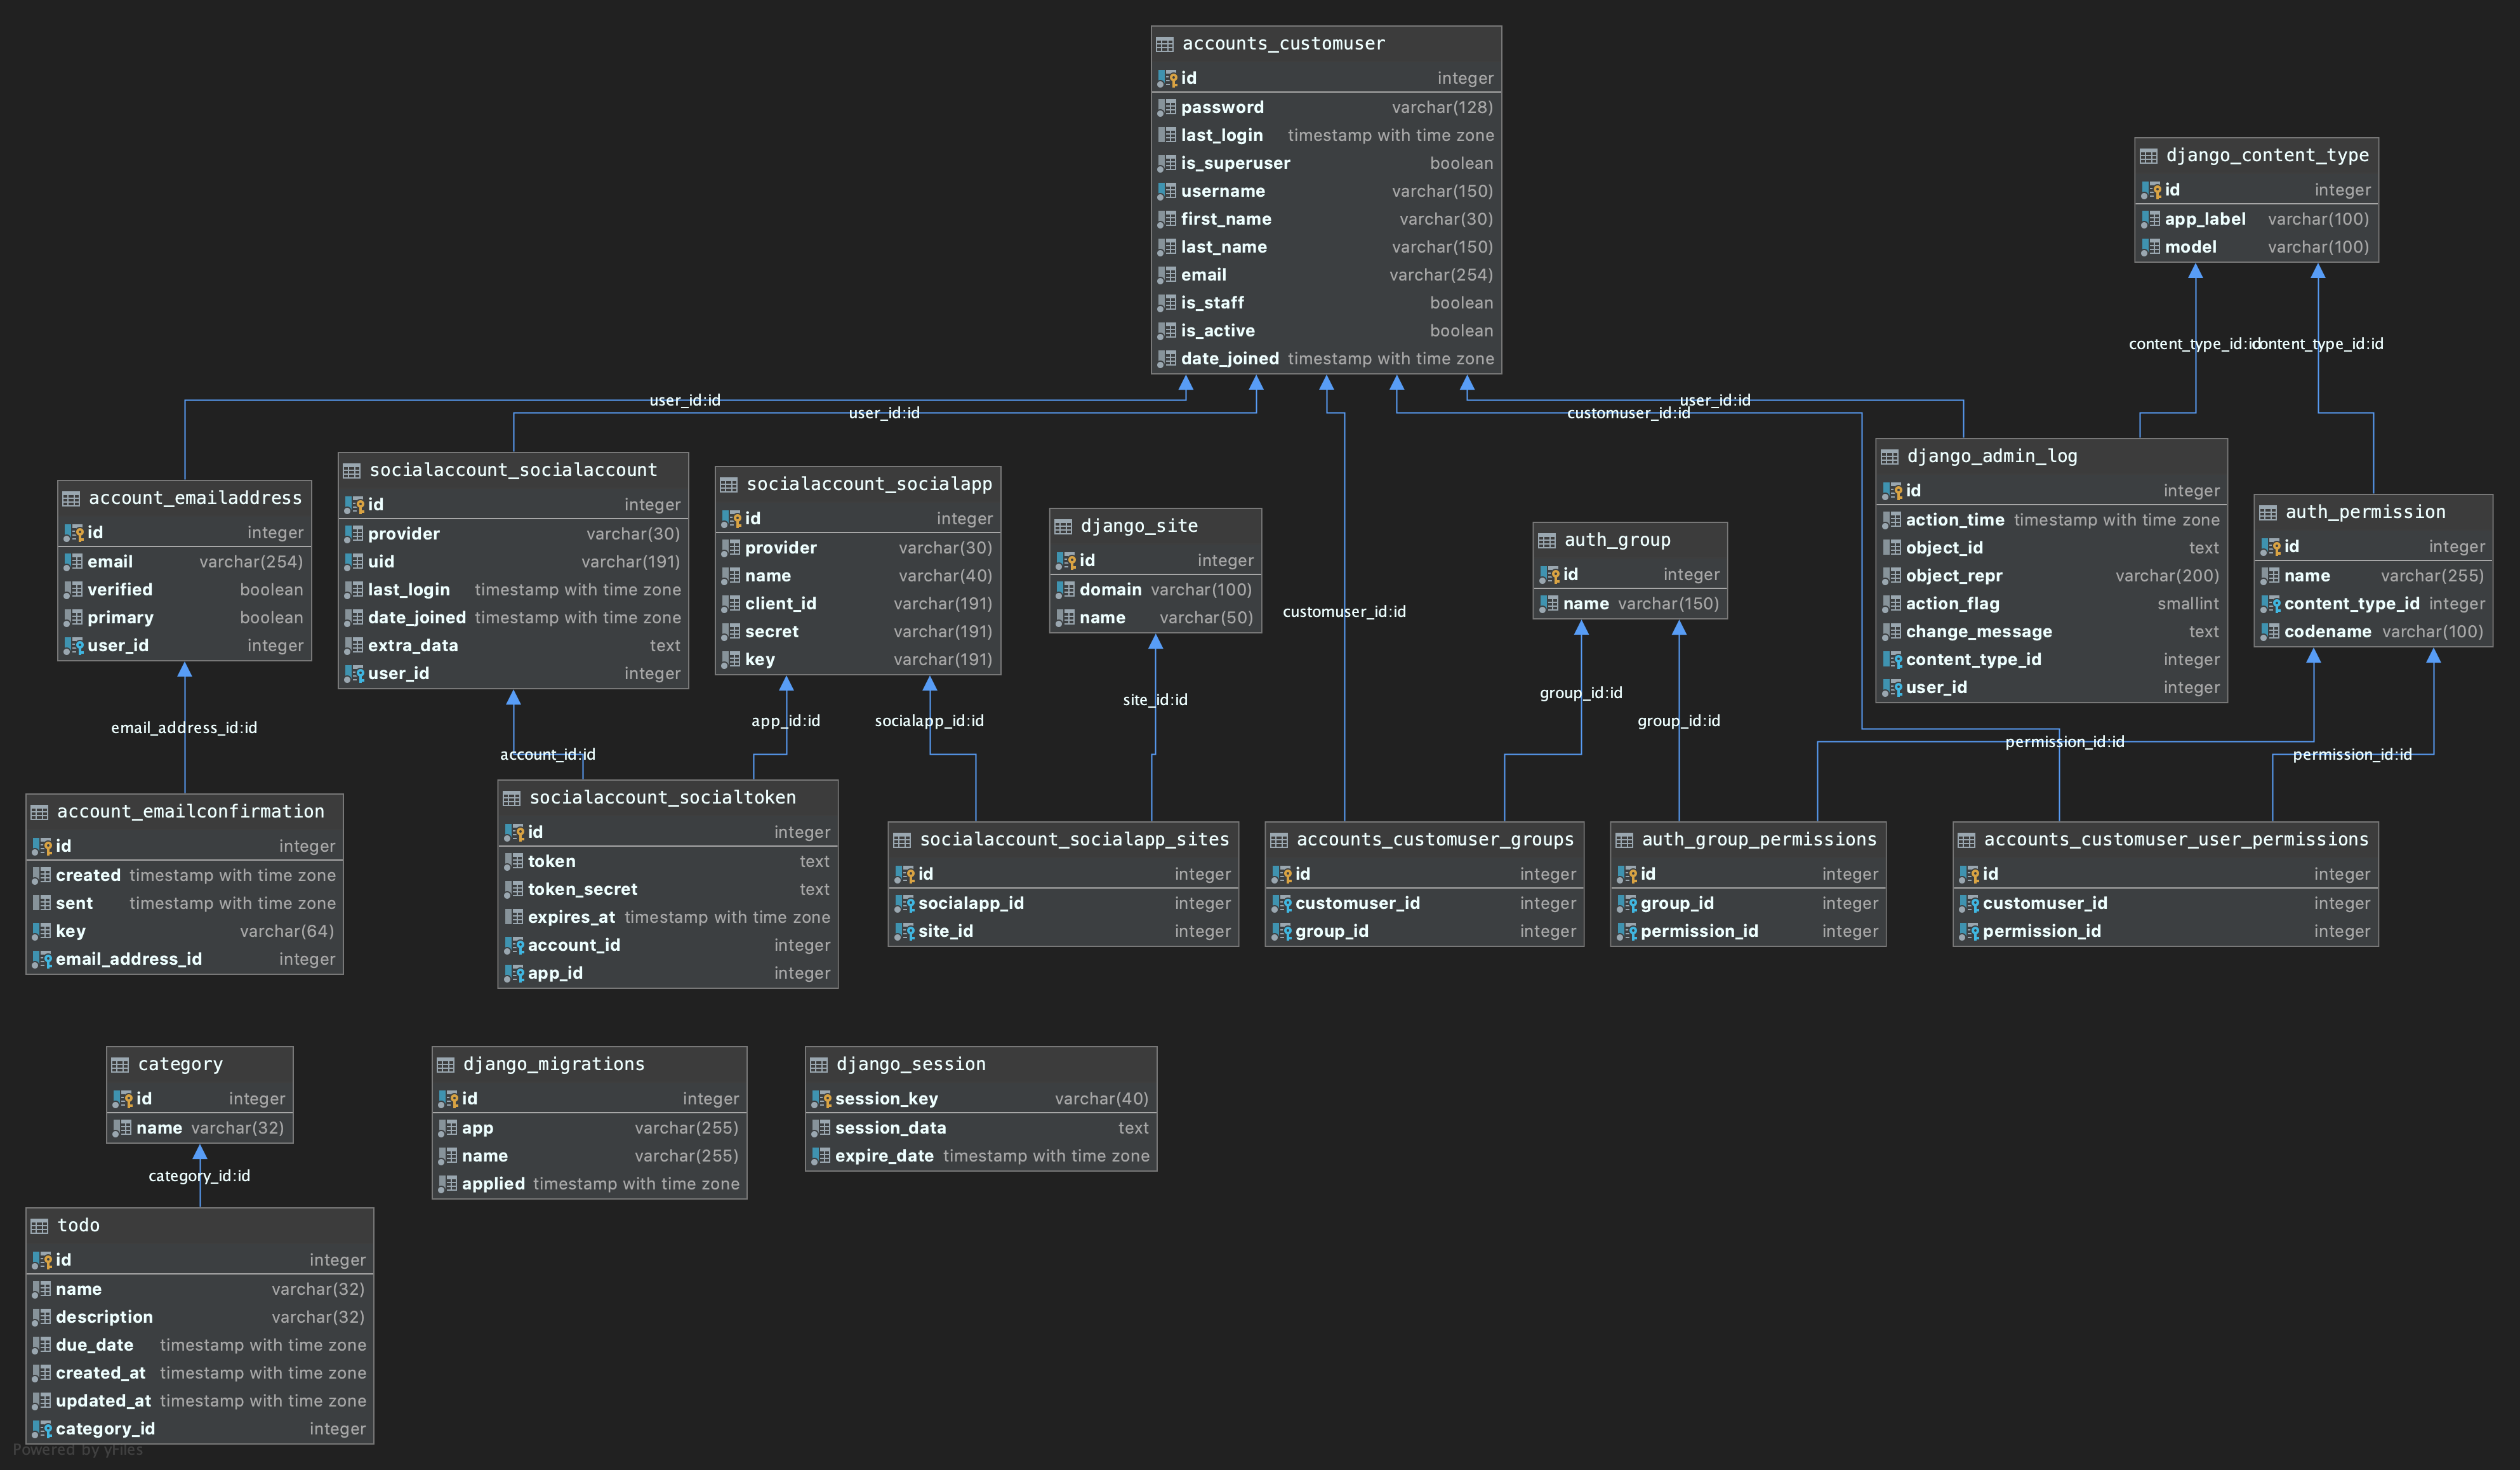 accounts_customuser
id integer
password varchar(128)
last_login timestamp with time zone
is_superuser boolean
username varchar(150)
first_name varchar(30)
last_name varchar(150)
email varchar(254)
is_staff boolean
is_active boolean
date_joined timestamp with time zone
django_content_type
id integer
app_label varchar(100)
model varchar(100)
content_type_id:id
content_type_id:id
user_id:id
user_id:id
customuser_id:id
user_id:id
account_emailaddress
id integer
email varchar(254)
verified boolean
primary boolean
user_id integer
socialaccount_socialaccount
id integer
provider varchar(30)
uid varchar(191)
last_login timestamp with time zone
date_joined timestamp with time zone
extra_data text
user_id integer
socialaccount_socialapp
id integer
provider varchar(30)
name varchar(40)
client_id varchar(191)
secret varchar(191)
key varchar(191)
django_site
id integer
domain varchar(100)
name varchar(50)
customuser_id:id
auth_group
id integer
name varchar(150)
django_admin_log
id integer
action_time timestamp with time zone
object_id text
object_repr varchar(200)
action_flag smallint
change_message text
content_type_id integer
user_id integer
auth_permission
id integer
name varchar(255)
content_type_id integer
codename varchar(100)
email_address_id:id
account_id:id
app_id:id
socialapp_id:id
site_id:id
group_id:id
group_id:id
permission_id:id
permission_id:id
account_emailconfirmation
id integer
created timestamp with time zone
sent timestamp with time zone
key varchar(64)
email_address_id integer
socialaccount_socialtoken
id integer
token text
token_secret text
expires_at timestamp with time zone
account_id integer
app_id integer
socialaccount_socialapp_sites
id integer
socialapp_id integer
site_id integer
accounts_customuser_groups
id integer
customuser_id integer
group_id integer
auth_group_permissions
id integer
group_id integer
permission_id integer
accounts_customuser_user_permissions
id integer
customuser_id integer
permission_id integer
category
id integer
name varchar(32)
category_id:id
django_migrations
id integer
app varchar(255)
name varchar(255)
applied timestamp with time zone
django_session
session_key varchar(40)
session_data text
expire_date timestamp with time zone
todo
id integer
name varchar(32)
description varchar(32)
due_date timestamp with time zone
created_at timestamp with time zone
updated_at timestamp with time zone
category_id integer
Powered by yFiles